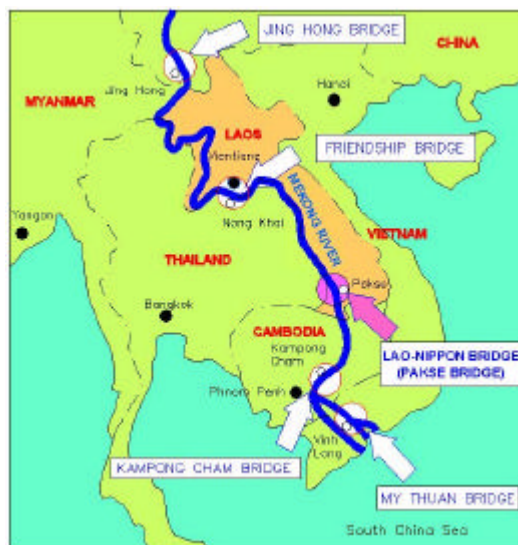 JING HONG BRIDGE
CHINA
Jing Hong
Hanoi
MYANMAR
LAOS
FRIENDSHIP BRIDGE
Vientiane
Nong Khai
MEKONG RIVER
VIETNAM
Yangon
THAILAND
Pakse
Bangkok
CAMBODIA
Kampong
Cham
LAO-NIPPON BRIDGE
(PAKSE BRIDGE)
Phnom Penh
Vinh
Long
KAMPONG CHAM BRIDGE
MY THUAN BRIDGE
South China Sea